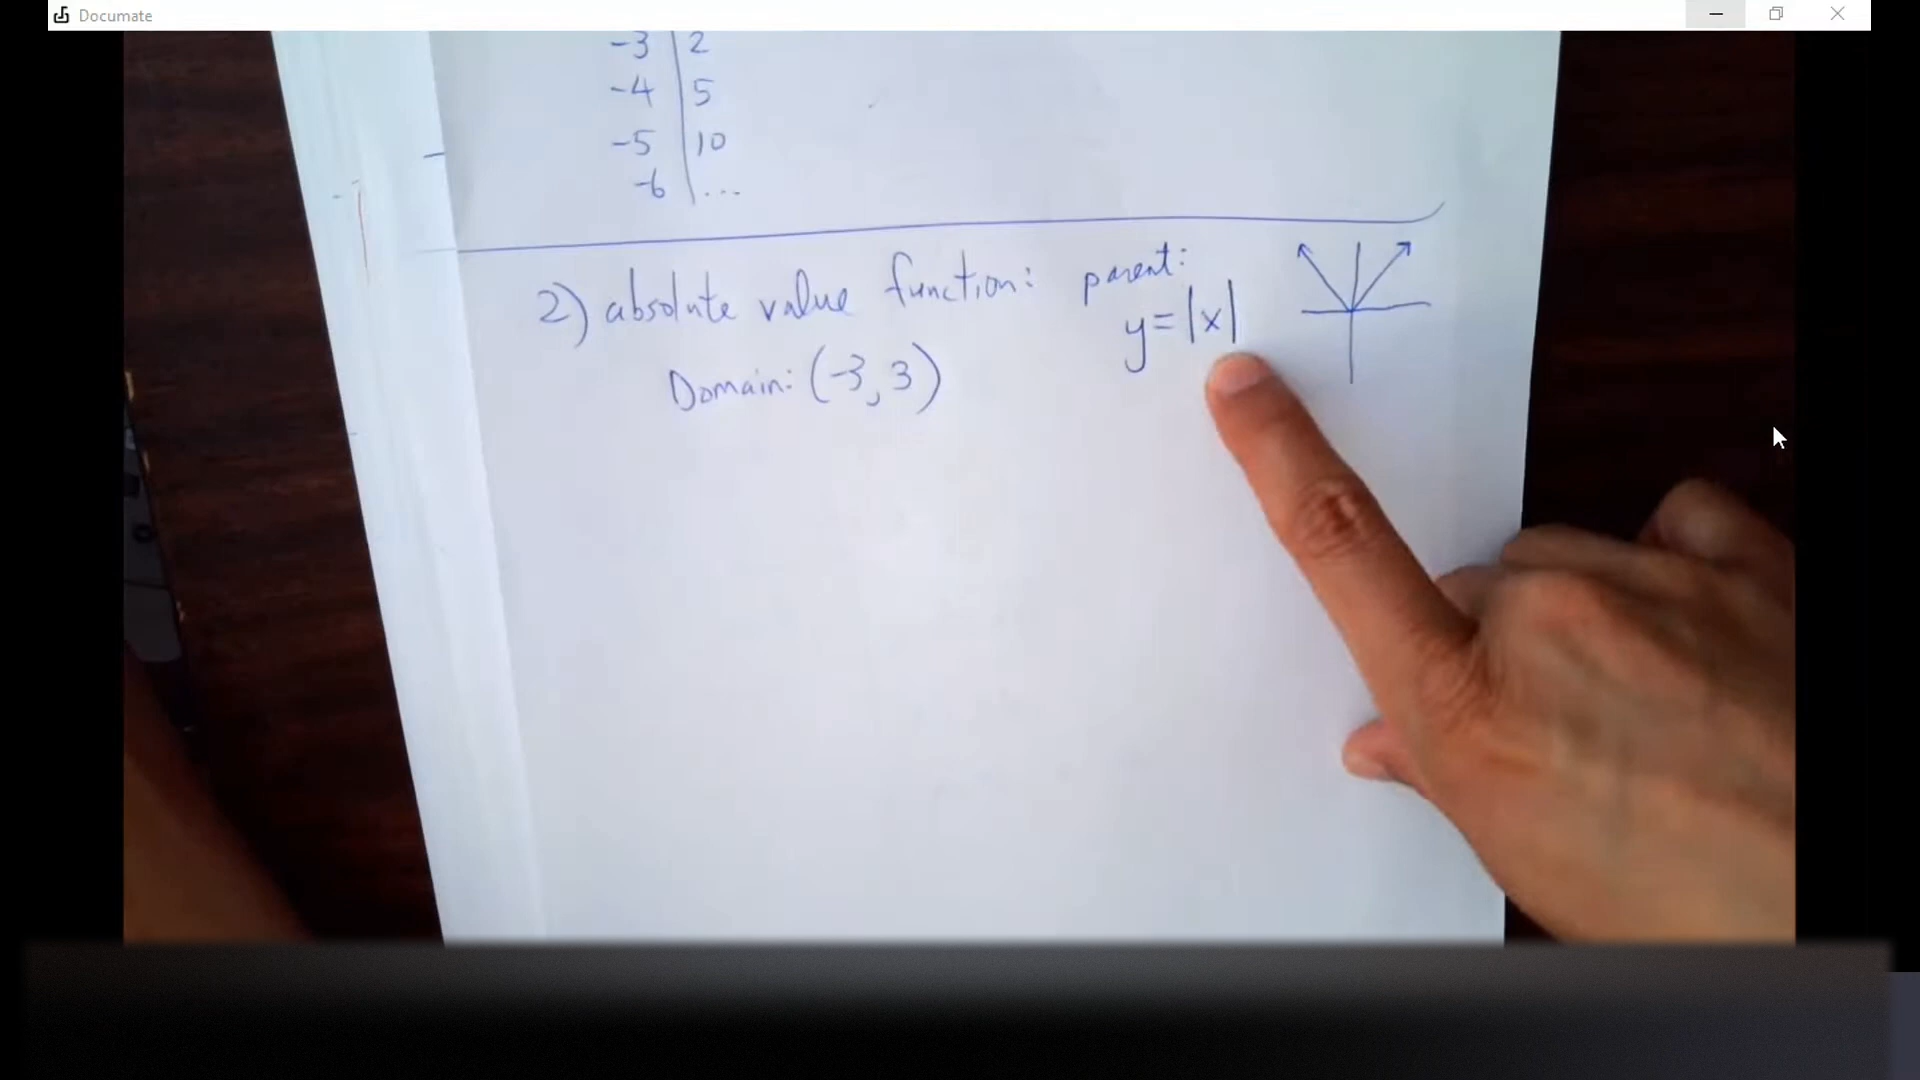 Documate
-3 | 2
-4 | 5
-5 | 10
-6 | ...
2) absolute value function: parent:
y=|x|
Domain: (-3, 3)